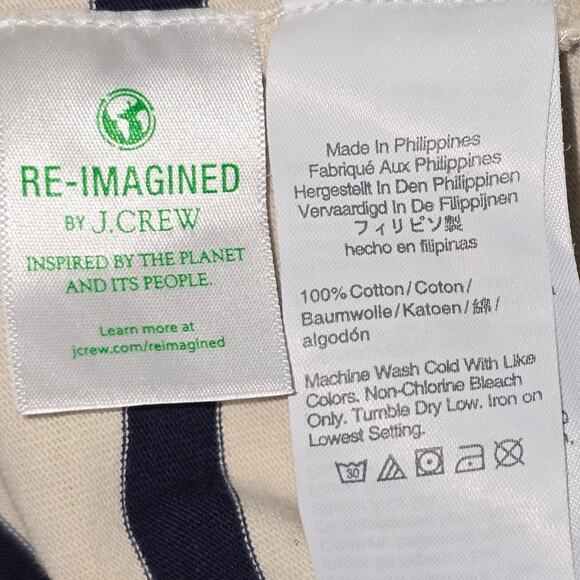 RE-IMAGINED
BY J.CREW
INSPIRED BY THE PLANET
AND ITS PEOPLE.
Learn more at
jcrew.com/reimagined
Made In Philippines
Fabriqué Aux Philippines
Hergestellt In Den Philippinen
Vervaardigd In De Filippijnen
フィリピン製
hecho en filipinas
100% Cotton/Coton/
Baumwolle/Katoen/綿/
algodón
Machine Wash Cold With Like
Colors. Non-Chlorine Bleach
Only. Tumble Dry Low. Iron on
Lowest Setting.
30